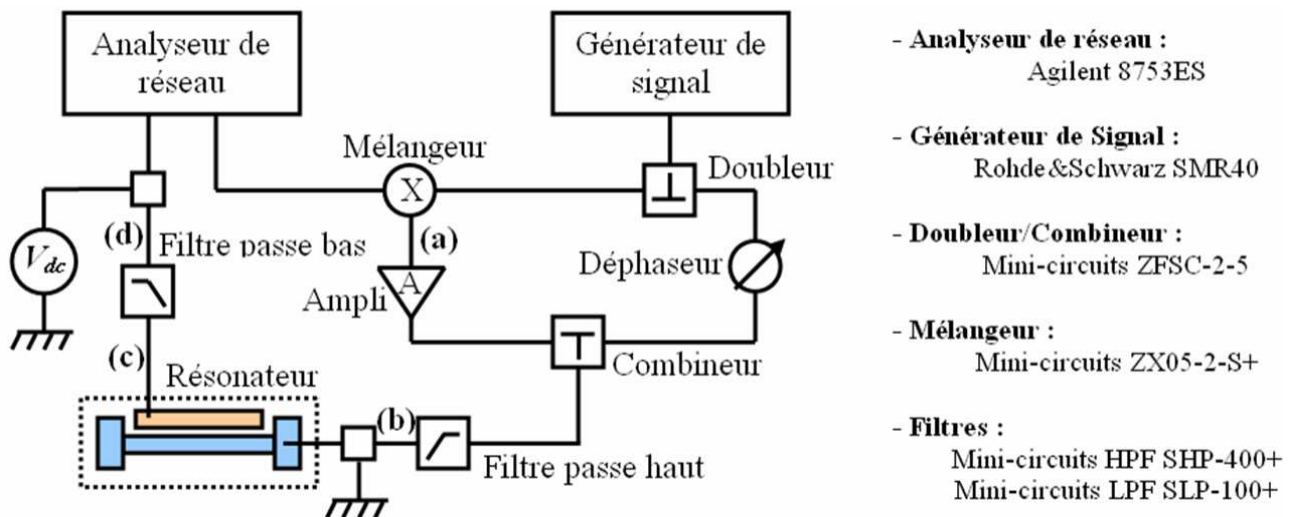 Analyseur de
réseau
Générateur de
signal
Mélangeur
X
Doubleur
(a)
(d)
Filtre passe bas
V dc
Déphaseur
Ampli
A
Combineur
(c)
Résonateur
(b)
Filtre passe haut
- Analyseur de réseau :
Agilent 8753ES
- Générateur de Signal :
Rohde&Schwarz SMR40
- Doubleur/Combineur :
Mini-circuits ZFSC-2-5
- Mélangeur :
Mini-circuits ZX05-2-S+
- Filtres :
Mini-circuits HPF SHP-400+
Mini-circuits LPF SLP-100+